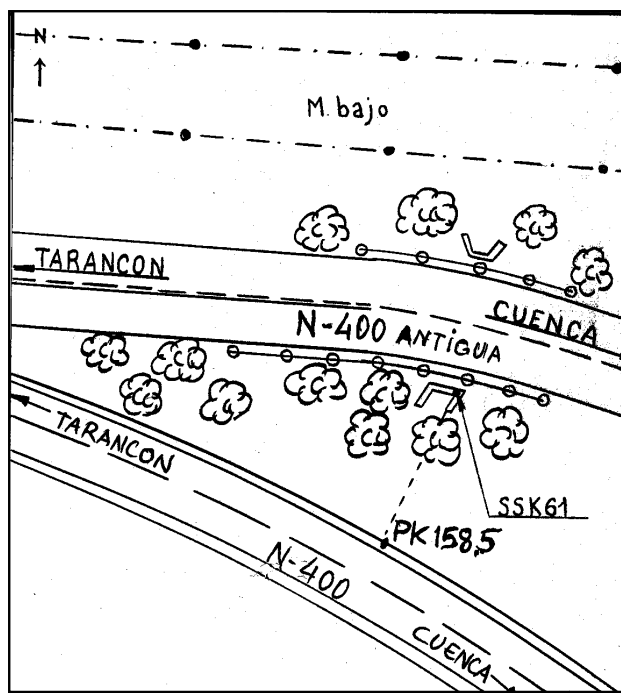 N
M. bajo
TARANCON
CUENCA
N-400 ANTIGUA
TARANCON
SSK61
PK 158,5
N-400
CUENCA